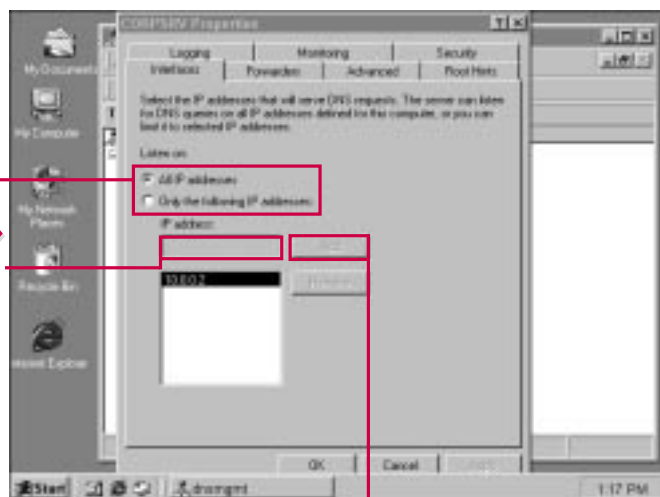 CORPSRV Properties
Logging Monitoring Security
Interfaces Forwarders Advanced Root Hints
Select the IP addresses that will serve DNS requests. The server can listen
for DNS queries on all IP addresses defined for this computer, or you can
limit it to selected IP addresses.
Listen on:
All IP addresses
Only the following IP addresses:
IP address:
Add
10.8.0.2
Remove
OK Cancel Apply
My Documents
My Computer
My Network
Places
Recycle Bin
Internet Explorer
Start dnsmgmt 1:17 PM